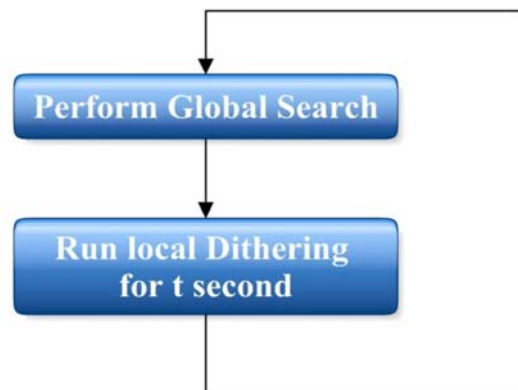 Perform Global Search
Run local Dithering
for t second